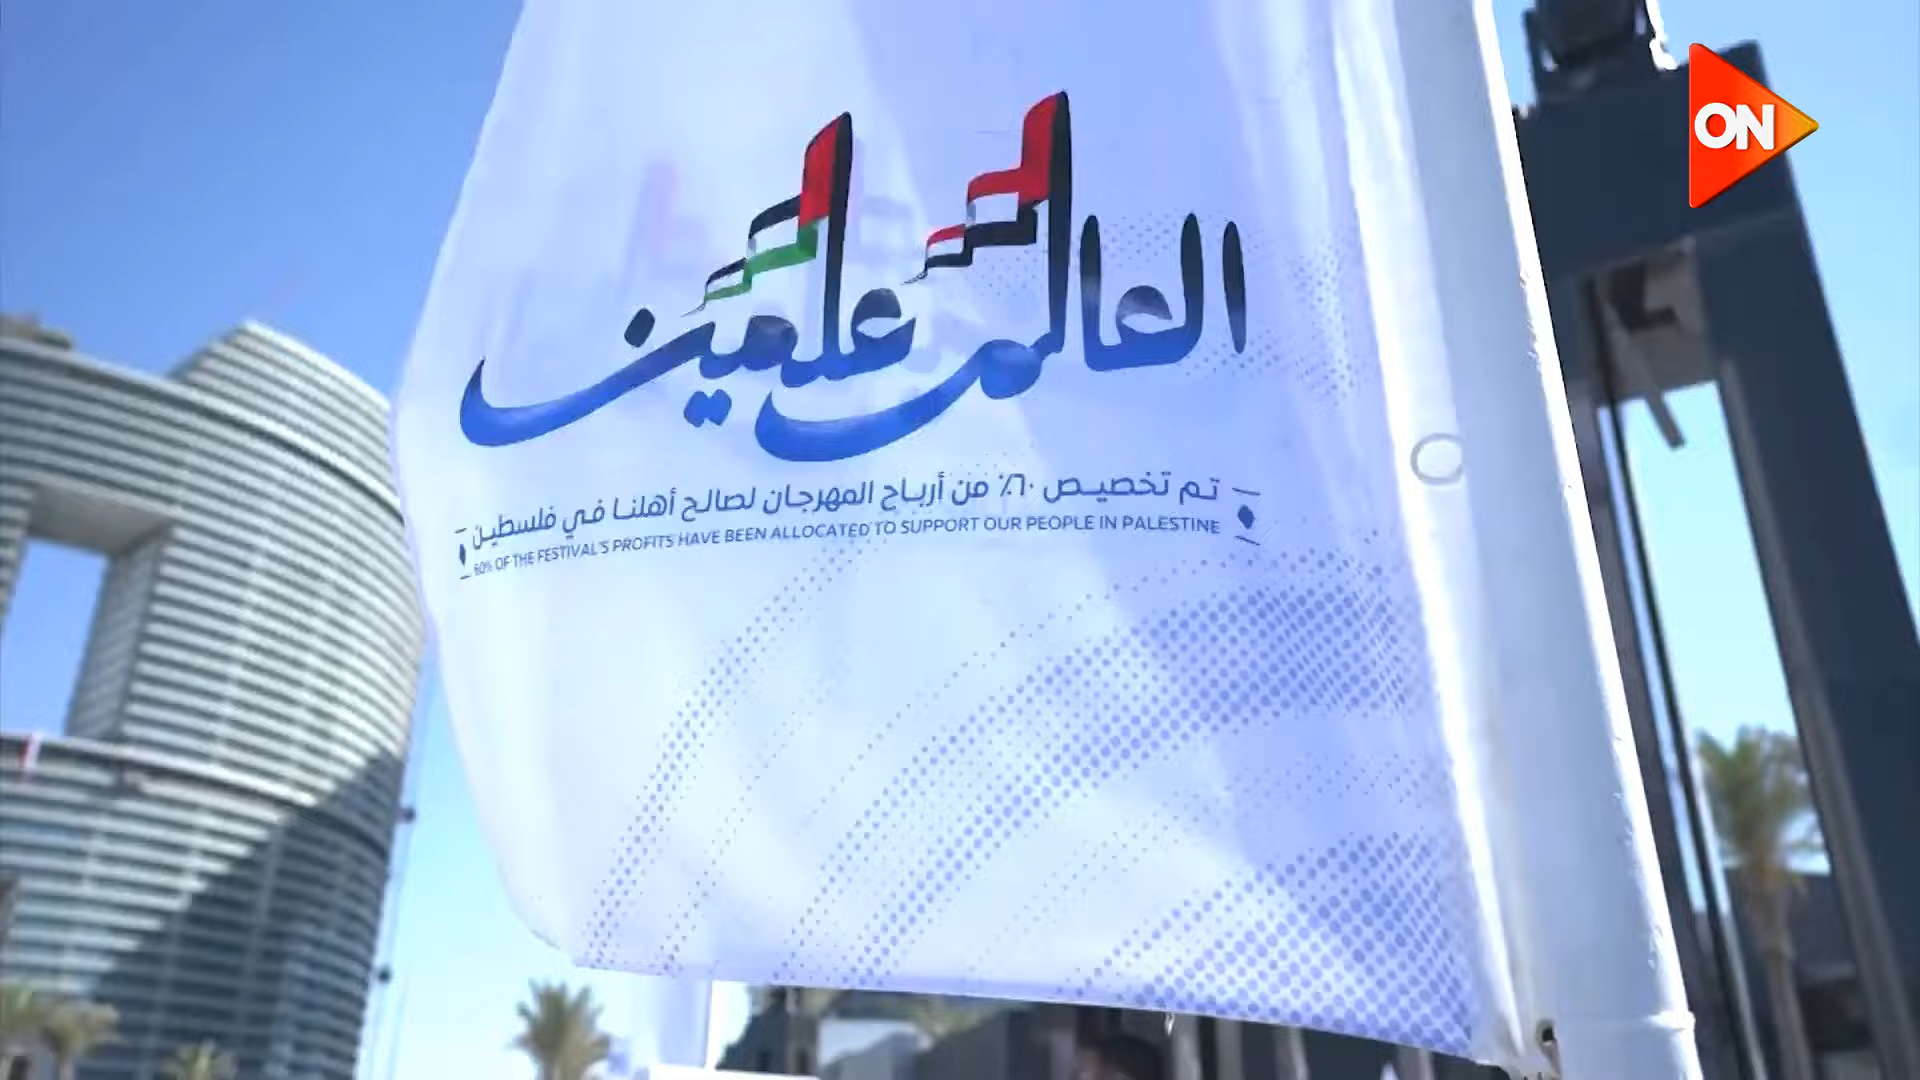 العالم علمين
تم تخصيص ٦٠٪ من أرباح المهرجان لصالح أهلنا في فلسطين
60% OF THE FESTIVAL'S PROFITS HAVE BEEN ALLOCATED TO SUPPORT OUR PEOPLE IN PALESTINE
ON